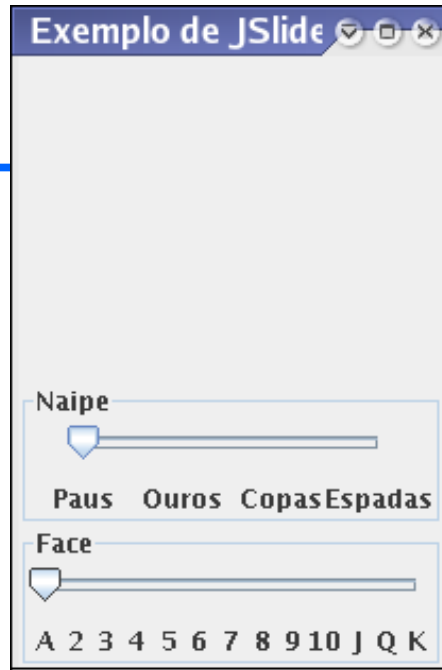 Exemplo de JSlide
Naipe
Paus Ouros Copas Espadas
Face
A 2 3 4 5 6 7 8 9 10 J Q K